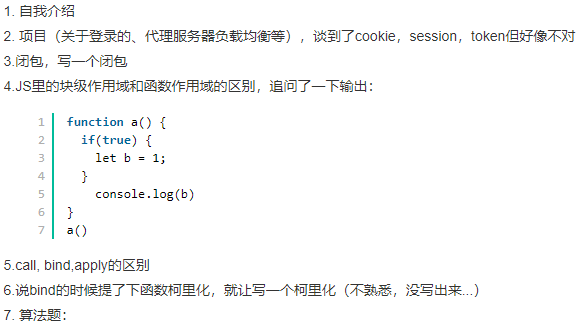 1. 自我介绍
2. 项目（关于登录的、代理服务器负载均衡等），谈到了cookie，session，token但好像不对
3.闭包，写一个闭包
4.JS里的块级作用域和函数作用域的区别，追问了一下输出：
1 function a() {
2 if(true) {
3 let b = 1;
4 }
5 console.log(b)
6 }
7 a()
5.call, bind,apply的区别
6.说bind的时候提了下函数柯里化，就让写一个柯里化（不熟悉，没写出来...）
7. 算法题：